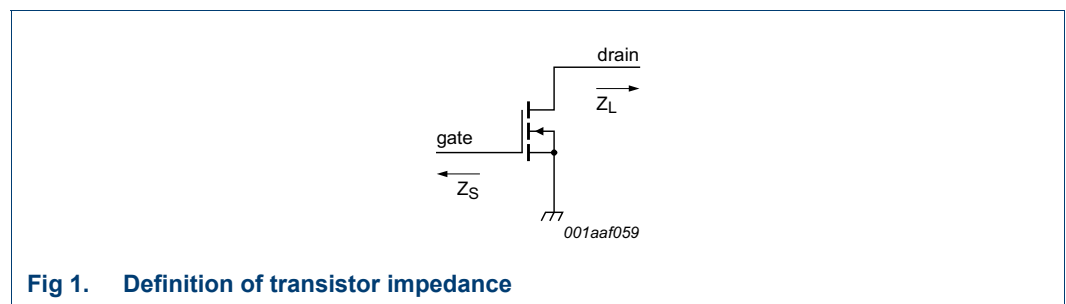 drain
Z_L
gate
Z_S
001aaf059
Fig 1. Definition of transistor impedance